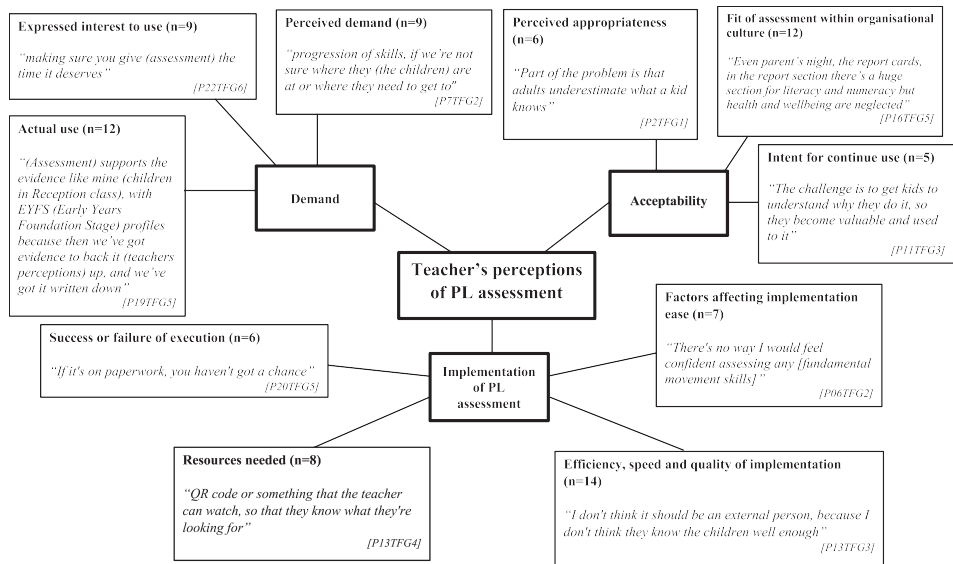 Expressed interest to use (n=9)
“making sure you give (assessment) the
time it deserves”
[P22TFG6]
Perceived demand (n=9)
“progression of skills, if we’re not
sure where they (the children) are
at or where they need to get to”
[P7TFG2]
Perceived appropriateness
(n=6)
“Part of the problem is that
adults underestimate what a kid
knows”
[P2TFG1]
Fit of assessment within organisational
culture (n=12)
“Even parent’s night, the report cards,
in the report section there’s a huge
section for literacy and numeracy but
health and wellbeing are neglected”
[P16TFG5]
Actual use (n=12)
“(Assessment) supports the
evidence like mine (children
in Reception class), with
EYFS (Early Years
Foundation Stage) profiles
because then we’ve got
evidence to back it (teachers
perceptions) up, and we’ve
got it written down”
[P19TFG5]
Demand
Acceptability
Intent for continue use (n=5)
“The challenge is to get kids to
understand why they do it, so
they become valuable and used
to it”
[P11TFG3]
Teacher’s perceptions
of PL assessment
Success or failure of execution (n=6)
“If it's on paperwork, you haven't got a chance”
[P20TFG5]
Implementation
of PL
assessment
Factors affecting implementation
ease (n=7)
“There's no way I would feel
confident assessing any [fundamental
movement skills]”
[P06TFG2]
Resources needed (n=8)
“QR code or something that the teacher
can watch, so that they know what they're
looking for”
[P13TFG4]
Efficiency, speed and quality of implementation
(n=14)
“I don't think it should be an external person, because I
don't think they know the children well enough”
[P13TFG3]